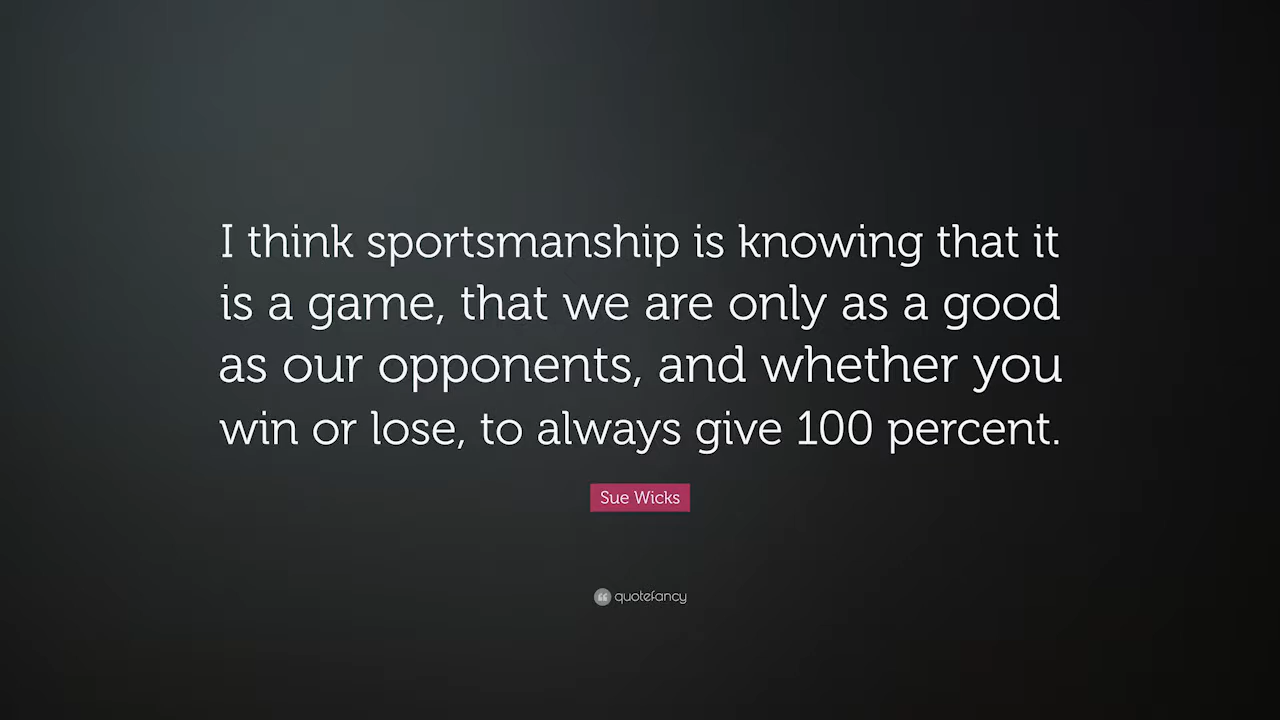 I think sportsmanship is knowing that it
is a game, that we are only as a good
as our opponents, and whether you
win or lose, to always give 100 percent.
Sue Wicks
quotefancy